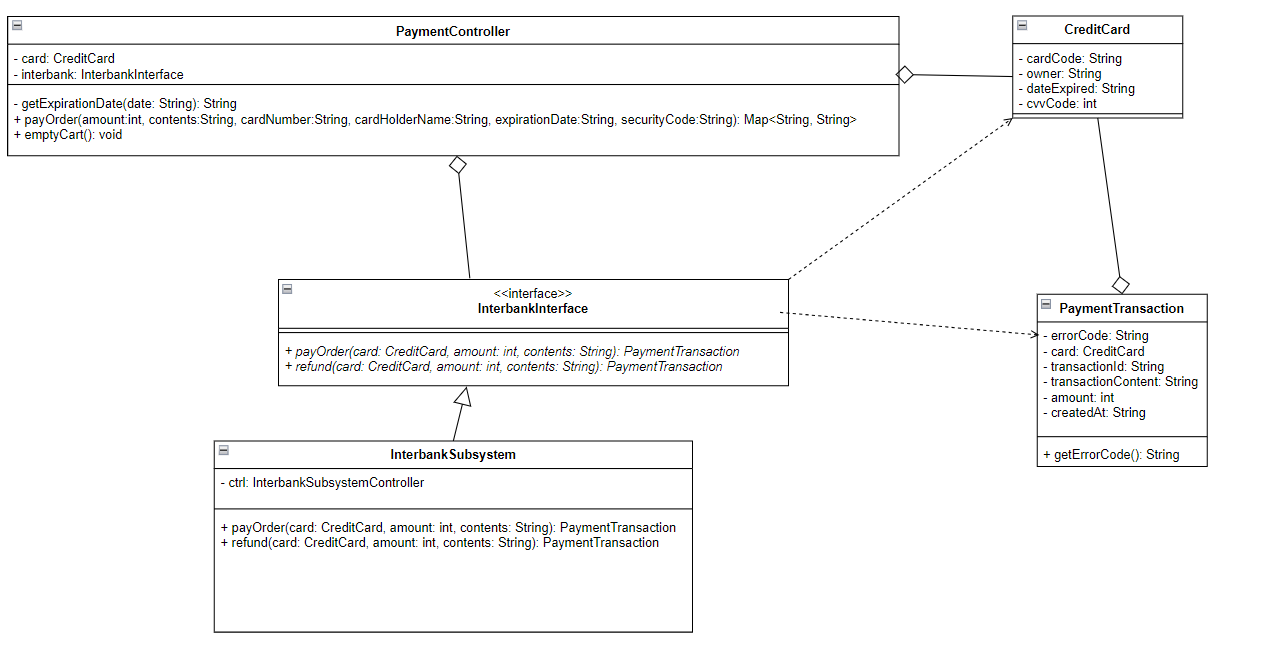 PaymentController
- card: CreditCard
- interbank: InterbankInterface
- getExpirationDate(date: String): String
+ payOrder(amount:int, contents:String, cardNumber:String, cardHolderName:String, expirationDate:String, securityCode:String): Map<String, String>
+ emptyCart(): void
CreditCard
- cardCode: String
- owner: String
- dateExpired: String
- cvvCode: int
<<interface>>
InterbankInterface
+ payOrder(card: CreditCard, amount: int, contents: String): PaymentTransaction
+ refund(card: CreditCard, amount: int, contents: String): PaymentTransaction
PaymentTransaction
- errorCode: String
- card: CreditCard
- transactionId: String
- transactionContent: String
- amount: int
- createdAt: String
+ getErrorCode(): String
InterbankSubsystem
- ctrl: InterbankSubsystemController
+ payOrder(card: CreditCard, amount: int, contents: String): PaymentTransaction
+ refund(card: CreditCard, amount: int, contents: String): PaymentTransaction